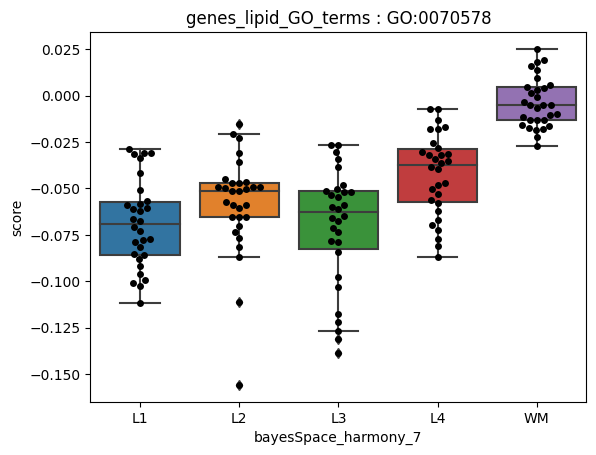 genes_lipid_GO_terms : GO:0070578
0.025
0.000
−0.025
−0.050
−0.075
−0.100
−0.125
−0.150
score
L1 L2 L3 L4 WM
bayesSpace_harmony_7